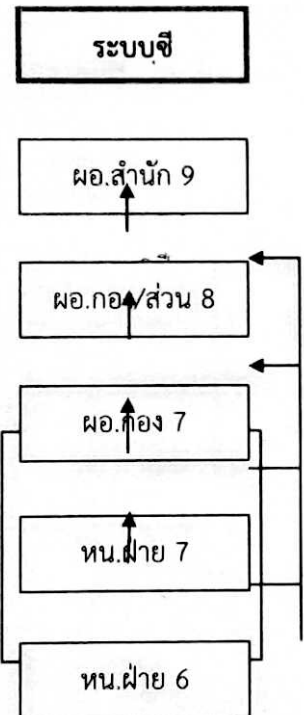 ระบบซี
ผอ.สำนัก 9
ผอ.กอง/ส่วน 8
ผอ.กอง 7
หน.ฝ่าย 7
หน.ฝ่าย 6